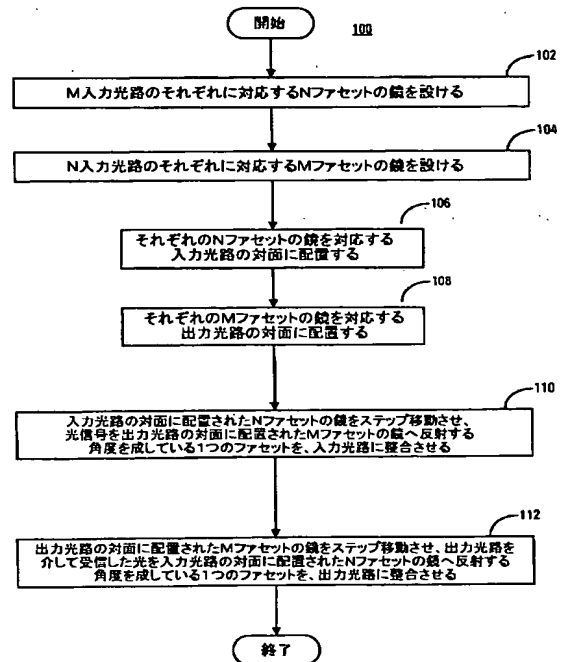 開始
100
102
M入力光路のそれぞれに対応するNファセットの鏡を設ける
104
N入力光路のそれぞれに対応するMファセットの鏡を設ける
106
それぞれのNファセットの鏡を対応する
入力光路の対面に配置する
108
それぞれのMファセットの鏡を対応する
出力光路の対面に配置する
110
入力光路の対面に配置されたNファセットの鏡をステップ移動させ、
光信号を出力光路の対面に配置されたMファセットの鏡へ反射する
角度を成している1つのファセットを、入力光路に整合させる
112
出力光路の対面に配置されたMファセットの鏡をステップ移動させ、出力光路を
介して受信した光を入力光路の対面に配置されたNファセットの鏡へ反射する
角度を成している1つのファセットを、出力光路に整合させる
終了